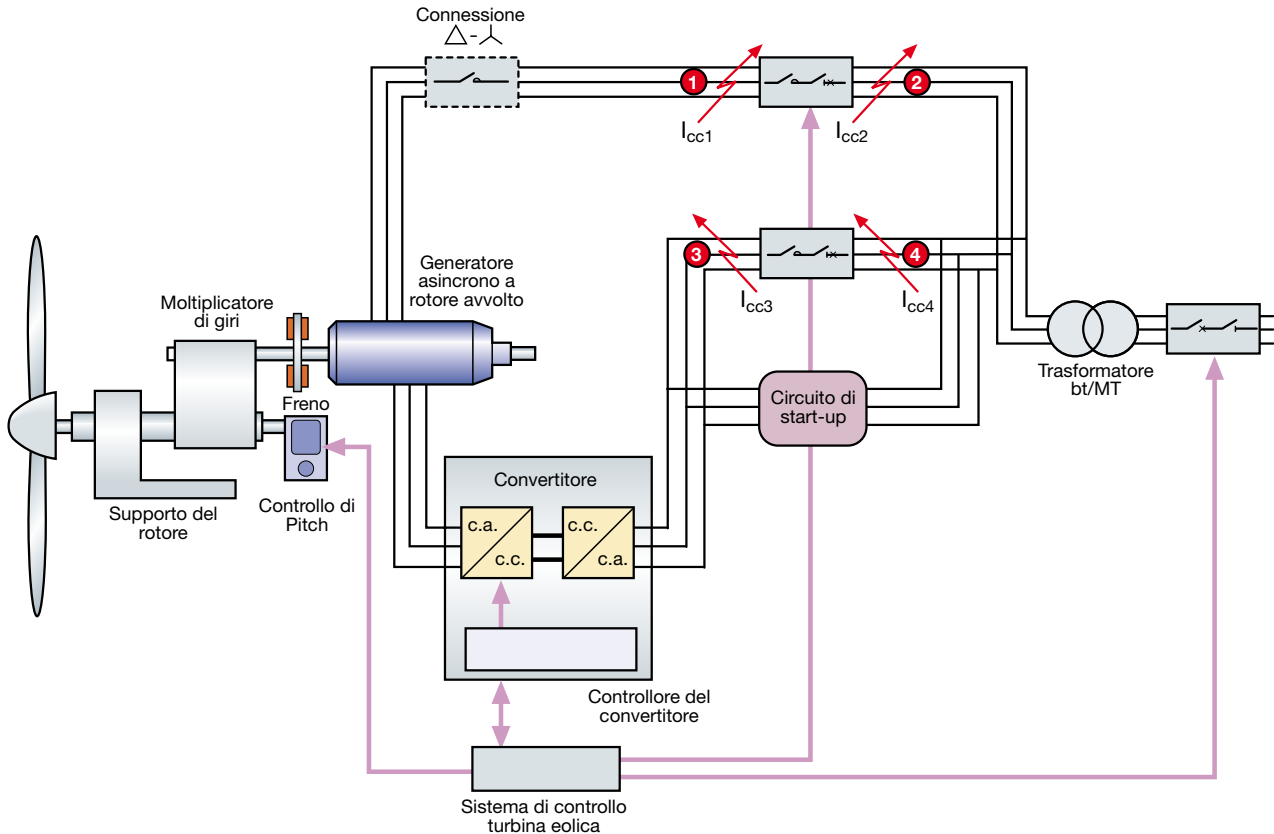 Connessione
△-⅄
1
2
Icc1
Icc2
3
4
Icc3
Icc4
Generatore
asincrono a
rotore avvolto
Moltiplicatore
di giri
Freno
Circuito di
start-up
Trasformatore
bt/MT
Supporto del
rotore
Controllo di
Pitch
Convertitore
c.a.
c.c.
c.c.
c.a.
Controllore del
convertitore
Sistema di controllo
turbina eolica